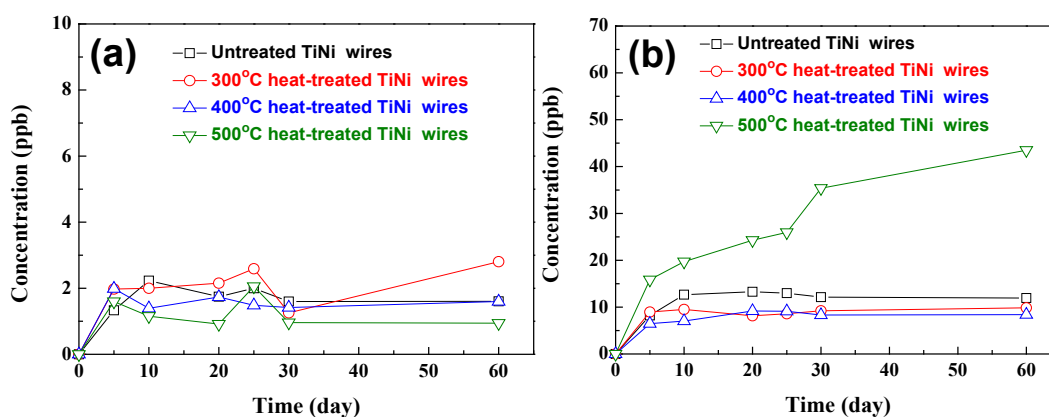 (a)
Untreated TiNi wires
300°C heat-treated TiNi wires
400°C heat-treated TiNi wires
500°C heat-treated TiNi wires
Concentration (ppb)
10
8
6
4
2
0
0 10 20 30 40 50 60
Time (day)
(b)
Untreated TiNi wires
300°C heat-treated TiNi wires
400°C heat-treated TiNi wires
500°C heat-treated TiNi wires
Concentration (ppb)
70
60
50
40
30
20
10
0
0 10 20 30 40 50 60
Time (day)